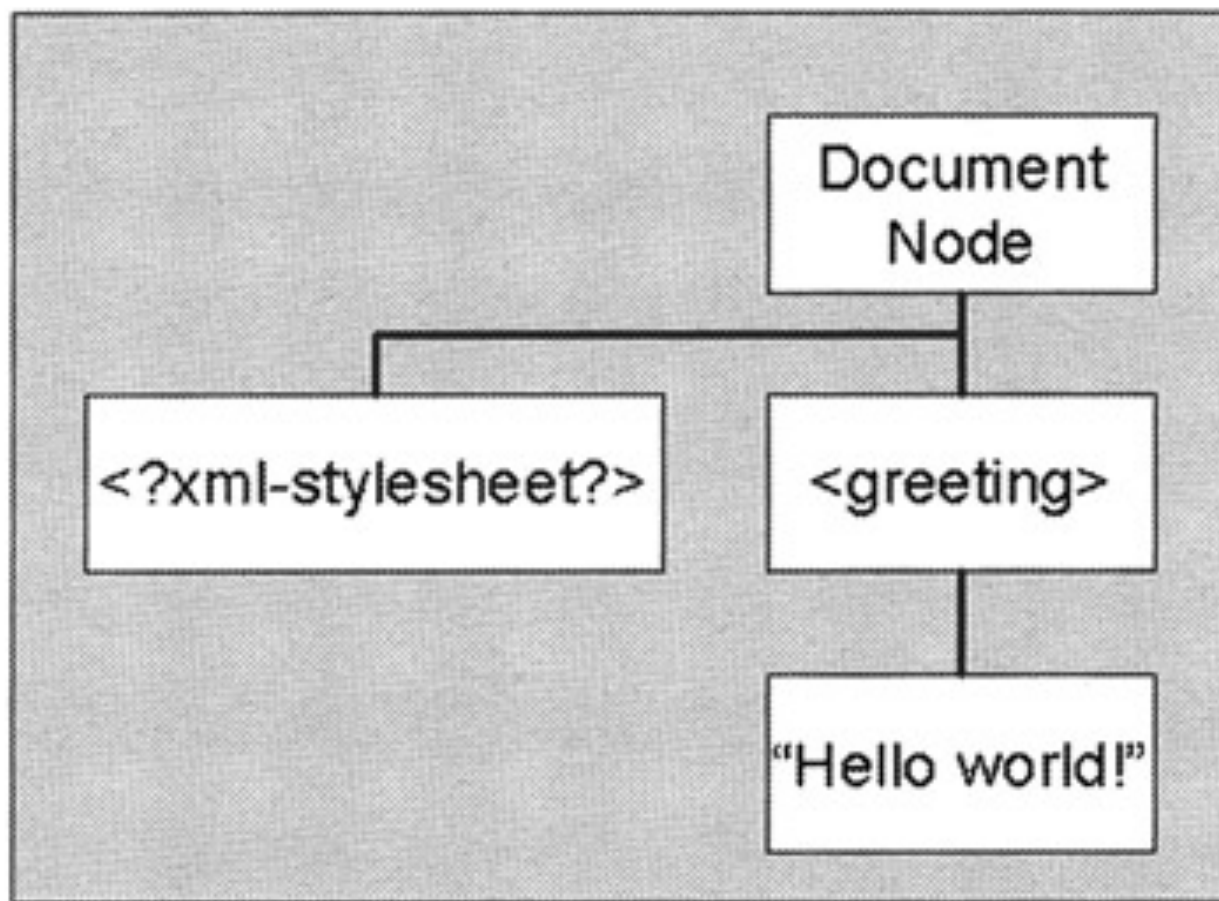 Document
Node
<?xml-stylesheet?>
<greeting>
“Hello world!”